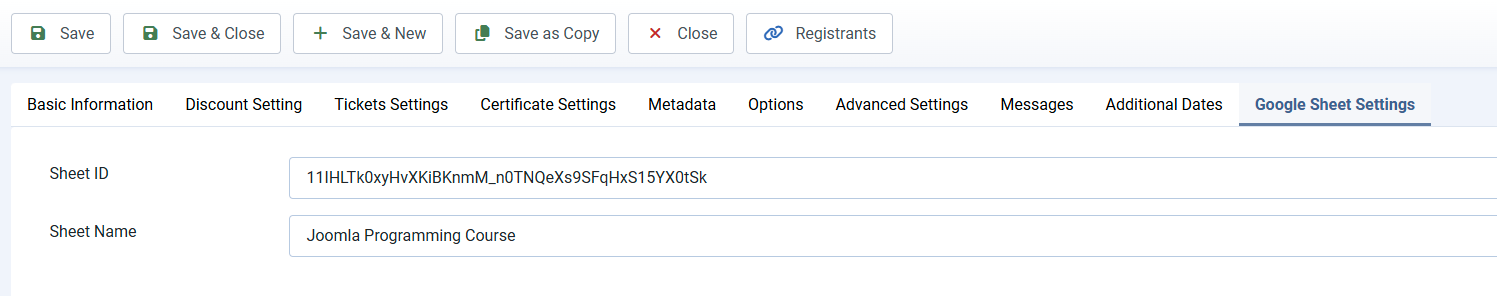 Save Save & Close Save & New Save as Copy Close Registrants
Basic Information Discount Setting Tickets Settings Certificate Settings Metadata Options Advanced Settings Messages Additional Dates Google Sheet Settings
Sheet ID 11IHLTk0xyHvXKiBKnmM_n0TNQeXs9SFqHxS15YX0tSk
Sheet Name Joomla Programming Course